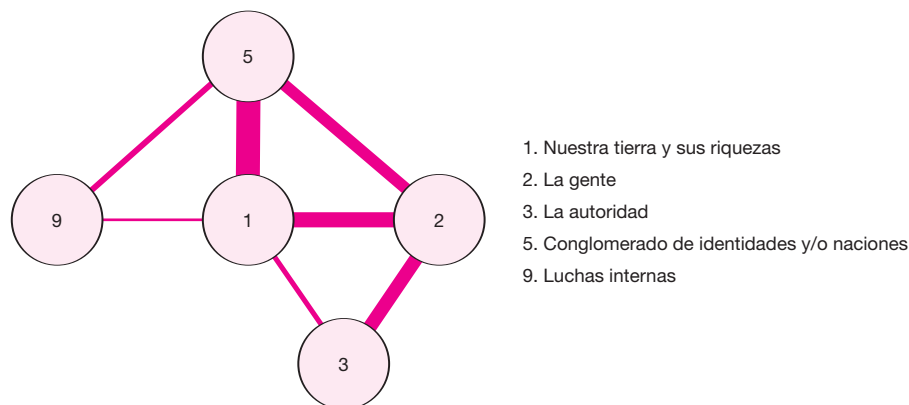 5
9
1
2
3
1. Nuestra tierra y sus riquezas
2. La gente
3. La autoridad
5. Conglomerado de identidades y/o naciones
9. Luchas internas